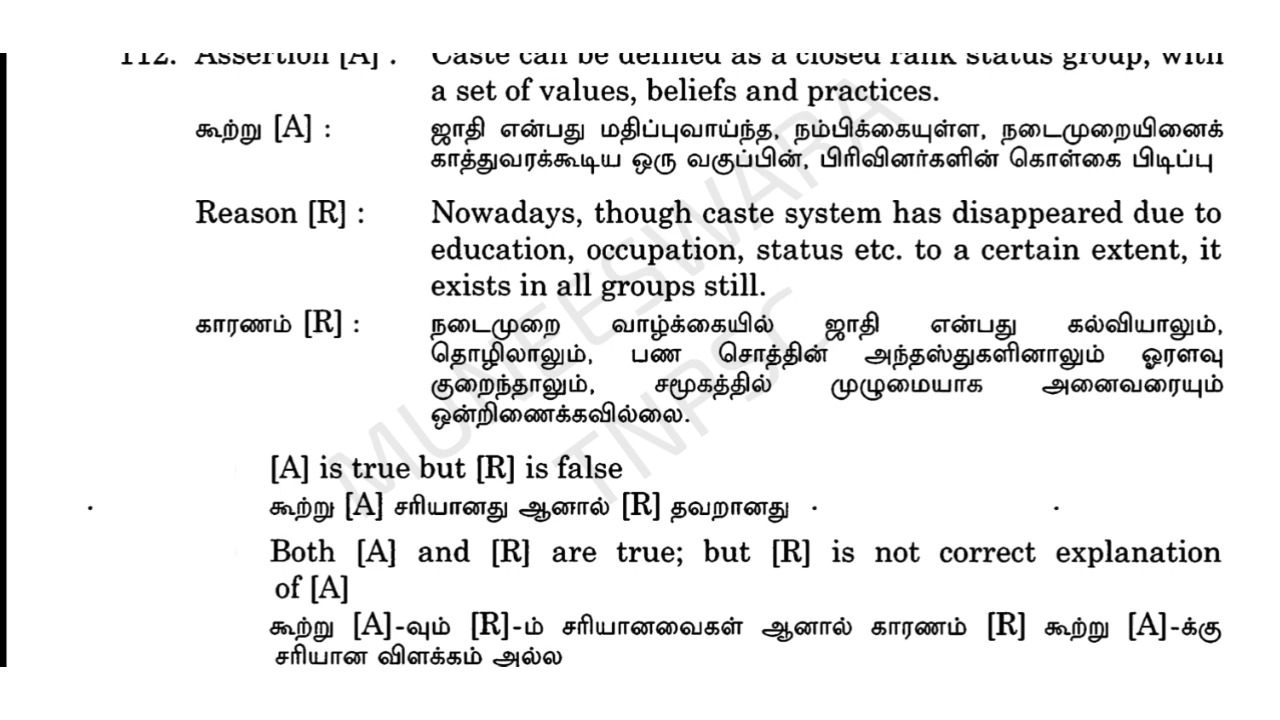 112. Assertion [A] : Caste can be defined as a closed rank status group, with
a set of values, beliefs and practices.
கூற்று [A] : ஜாதி என்பது மதிப்புவாய்ந்த, நம்பிக்கையுள்ள, நடைமுறையினைக்
காத்துவரக்கூடிய ஒரு வகுப்பின், பிரிவினர்களின் கொள்கை பிடிப்பு
Reason [R] : Nowadays, though caste system has disappeared due to
education, occupation, status etc. to a certain extent, it
exists in all groups still.
காரணம் [R] : நடைமுறை வாழ்க்கையில் ஜாதி என்பது கல்வியாலும்,
தொழிலாலும், பண சொத்தின் அந்தஸ்துகளினாலும் ஓரளவு
குறைந்தாலும், சமூகத்தில் முழுமையாக அனைவரையும்
ஒன்றிணைக்கவில்லை.
MUNEESWARA
TNPSC
[A] is true but [R] is false
கூற்று [A] சரியானது ஆனால் [R] தவறானது
Both [A] and [R] are true; but [R] is not correct explanation
of [A]
கூற்று [A]-வும் [R]-ம் சரியானவைகள் ஆனால் காரணம் [R] கூற்று [A]-க்கு
சரியான விளக்கம் அல்ல